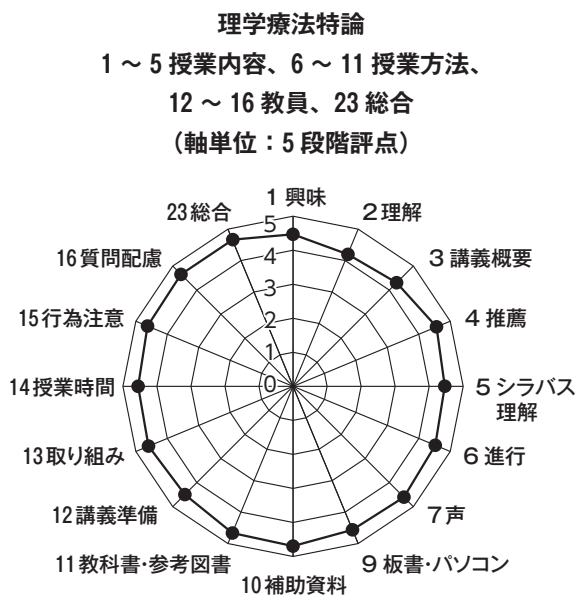 理学療法特論
1 ~ 5 授業内容、6 ~ 11 授業方法、
12 ~ 16 教員、23 総合
（軸単位：5 段階評点）
1 興味
2 理解
3 講義概要
4 推薦
5 シラバス
理解
6 進行
7 声
9 板書・パソコン
10 補助資料
11 教科書・参考図書
12 講義準備
13 取り組み
14 授業時間
15 行為注意
16 質問配慮
23 総合
5
4
3
2
1
0